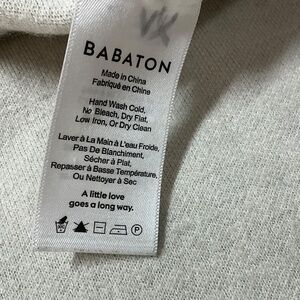 VX
BABATON
Made in China
Fabriqué en Chine
Hand Wash Cold,
No Bleach, Dry Flat,
Low Iron, Or Dry Clean
Laver à La Main à L'eau Froide,
Pas De Blanchiment,
Sécher à Plat,
Repasser à Basse Température,
Ou Nettoyer à Sec
A little love
goes a long way.
P